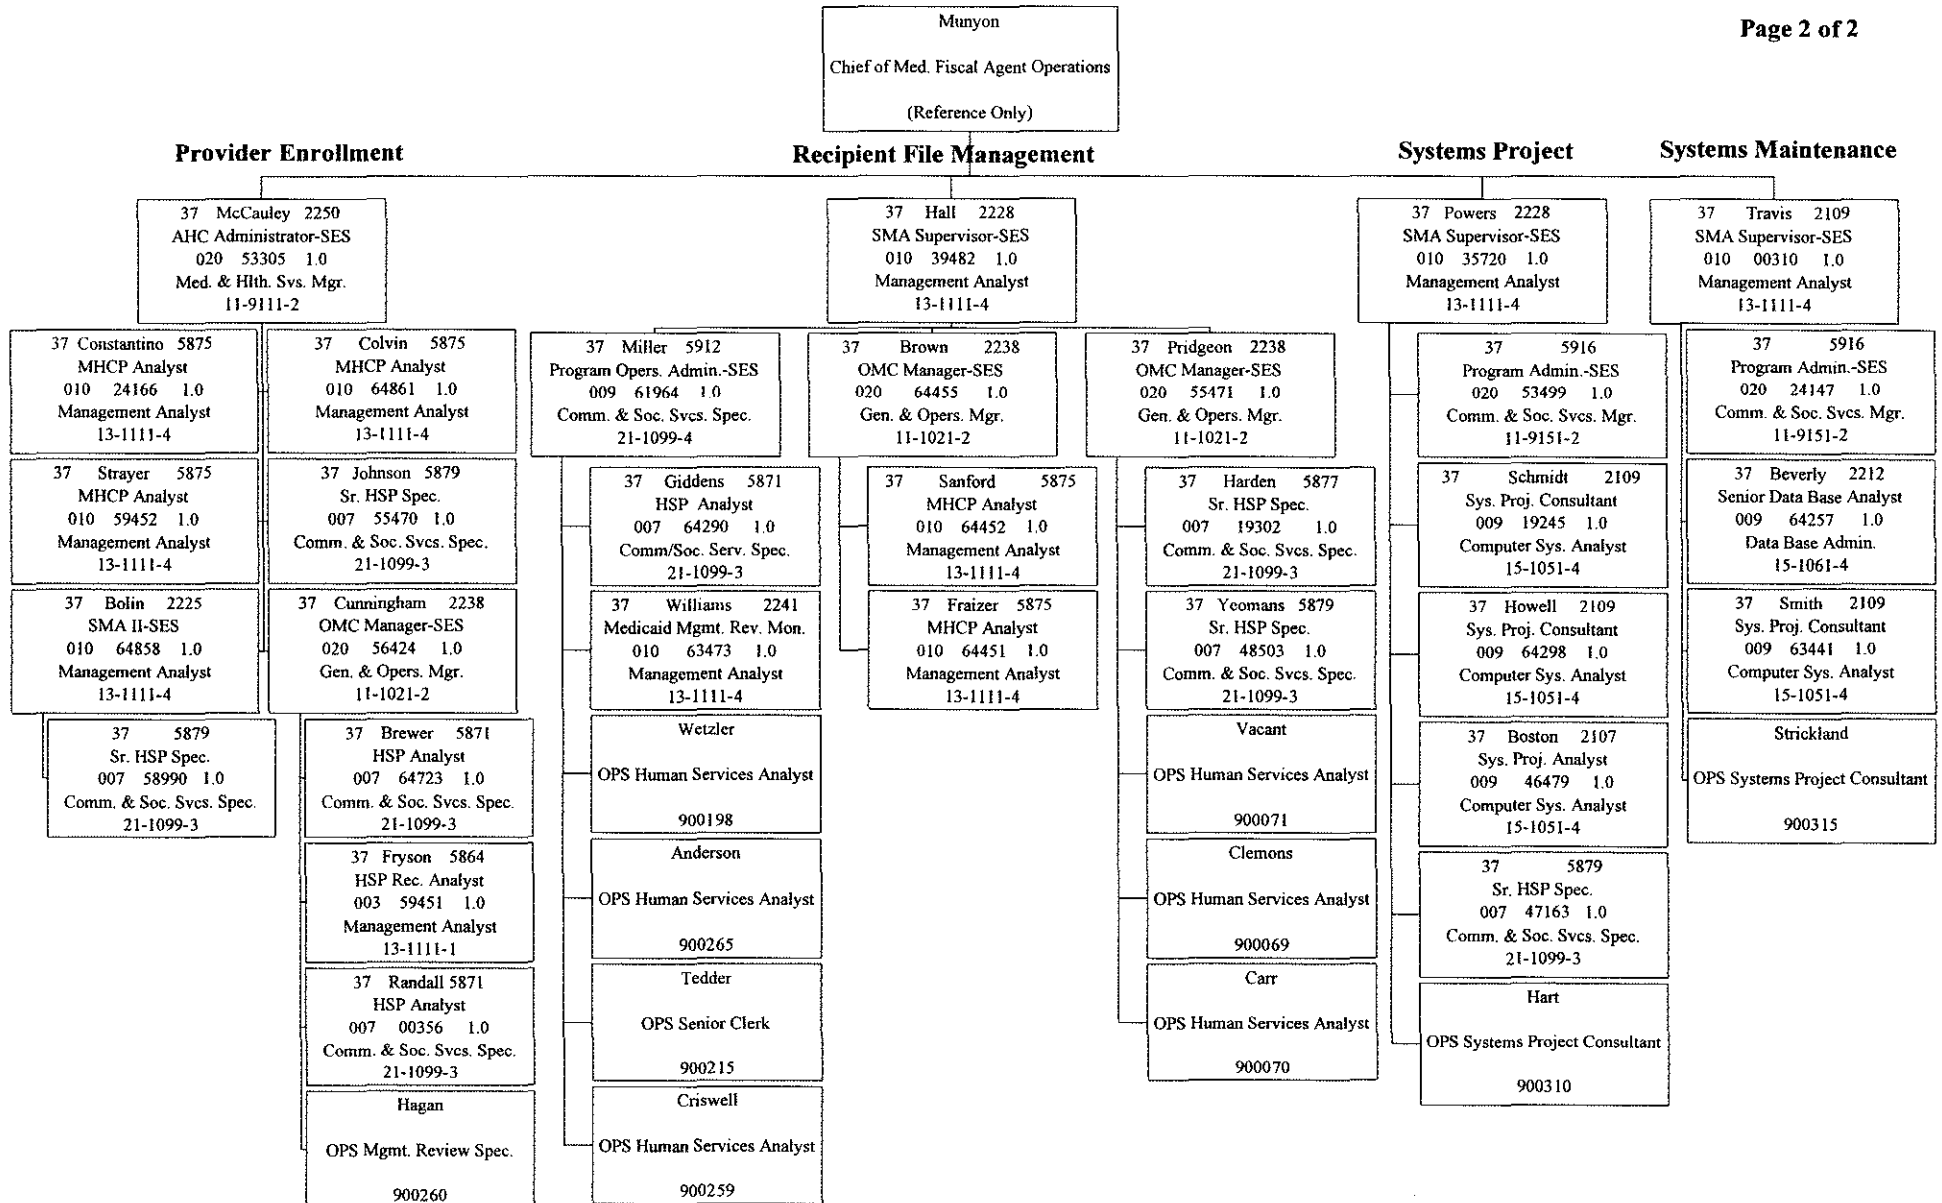 Page 2 of 2
Munyon
Chief of Med. Fiscal Agent Operations
(Reference Only)
Provider Enrollment
Recipient File Management
Systems Project
Systems Maintenance
37 McCauley 2250
AHC Administrator-SES
020 53305 1.0
Med. & Hlth. Svs. Mgr.
11-9111-2
37 Hall 2228
SMA Supervisor-SES
010 39482 1.0
Management Analyst
13-1111-4
37 Powers 2228
SMA Supervisor-SES
010 35720 1.0
Management Analyst
13-1111-4
37 Travis 2109
SMA Supervisor-SES
010 00310 1.0
Management Analyst
13-1111-4
37 Constantino 5875
MHCP Analyst
010 24166 1.0
Management Analyst
13-1111-4
37 Colvin 5875
MHCP Analyst
010 64861 1.0
Management Analyst
13-1111-4
37 Strayer 5875
MHCP Analyst
010 59452 1.0
Management Analyst
13-1111-4
37 Johnson 5879
Sr. HSP Spec.
007 55470 1.0
Comm. & Soc. Svcs. Spec.
21-1099-3
37 Bolin 2225
SMA II-SES
010 64858 1.0
Management Analyst
13-1111-4
37 Cunningham 2238
OMC Manager-SES
020 56424 1.0
Gen. & Opers. Mgr.
11-1021-2
37 5879
Sr. HSP Spec.
007 58990 1.0
Comm. & Soc. Svcs. Spec.
21-1099-3
37 Brewer 5871
HSP Analyst
007 64723 1.0
Comm. & Soc. Svcs. Spec.
21-1099-3
37 Fryson 5864
HSP Rec. Analyst
003 59451 1.0
Management Analyst
13-1111-1
37 Randall 5871
HSP Analyst
007 00356 1.0
Comm. & Soc. Svcs. Spec.
21-1099-3
Hagan
OPS Mgmt. Review Spec.
900260
37 Miller 5912
Program Opers. Admin.-SES
009 61964 1.0
Comm. & Soc. Svcs. Spec.
21-1099-4
37 Giddens 5871
HSP Analyst
007 64290 1.0
Comm/Soc. Serv. Spec.
21-1099-3
37 Williams 2241
Medicaid Mgmt. Rev. Mon.
010 63473 1.0
Management Analyst
13-1111-4
Wetzler
OPS Human Services Analyst
900198
Anderson
OPS Human Services Analyst
900265
Tedder
OPS Senior Clerk
900215
Criswell
OPS Human Services Analyst
900259
37 Brown 2238
OMC Manager-SES
020 64455 1.0
Gen. & Opers. Mgr.
11-1021-2
37 Sanford 5875
MHCP Analyst
010 64452 1.0
Management Analyst
13-1111-4
37 Fraizer 5875
MHCP Analyst
010 64451 1.0
Management Analyst
13-1111-4
37 Pridgeon 2238
OMC Manager-SES
020 55471 1.0
Gen. & Opers. Mgr.
11-1021-2
37 Harden 5877
Sr. HSP Spec.
007 19302 1.0
Comm. & Soc. Svcs. Spec.
21-1099-3
37 Yeomans 5879
Sr. HSP Spec.
007 48503 1.0
Comm. & Soc. Svcs. Spec.
21-1099-3
Vacant
OPS Human Services Analyst
900071
Clemons
OPS Human Services Analyst
900069
Carr
OPS Human Services Analyst
900070
37 5916
Program Admin.-SES
020 53499 1.0
Comm. & Soc. Svcs. Mgr.
11-9151-2
37 Schmidt 2109
Sys. Proj. Consultant
009 19245 1.0
Computer Sys. Analyst
15-1051-4
37 Howell 2109
Sys. Proj. Consultant
009 64298 1.0
Computer Sys. Analyst
15-1051-4
37 Boston 2107
Sys. Proj. Analyst
009 46479 1.0
Computer Sys. Analyst
15-1051-4
37 5879
Sr. HSP Spec.
007 47163 1.0
Comm. & Soc. Svcs. Spec.
21-1099-3
Hart
OPS Systems Project Consultant
900310
37 5916
Program Admin.-SES
020 24147 1.0
Comm. & Soc. Svcs. Mgr.
11-9151-2
37 Beverly 2212
Senior Data Base Analyst
009 64257 1.0
Data Base Admin.
15-1061-4
37 Smith 2109
Sys. Proj. Consultant
009 63441 1.0
Computer Sys. Analyst
15-1051-4
Strickland
OPS Systems Project Consultant
900315